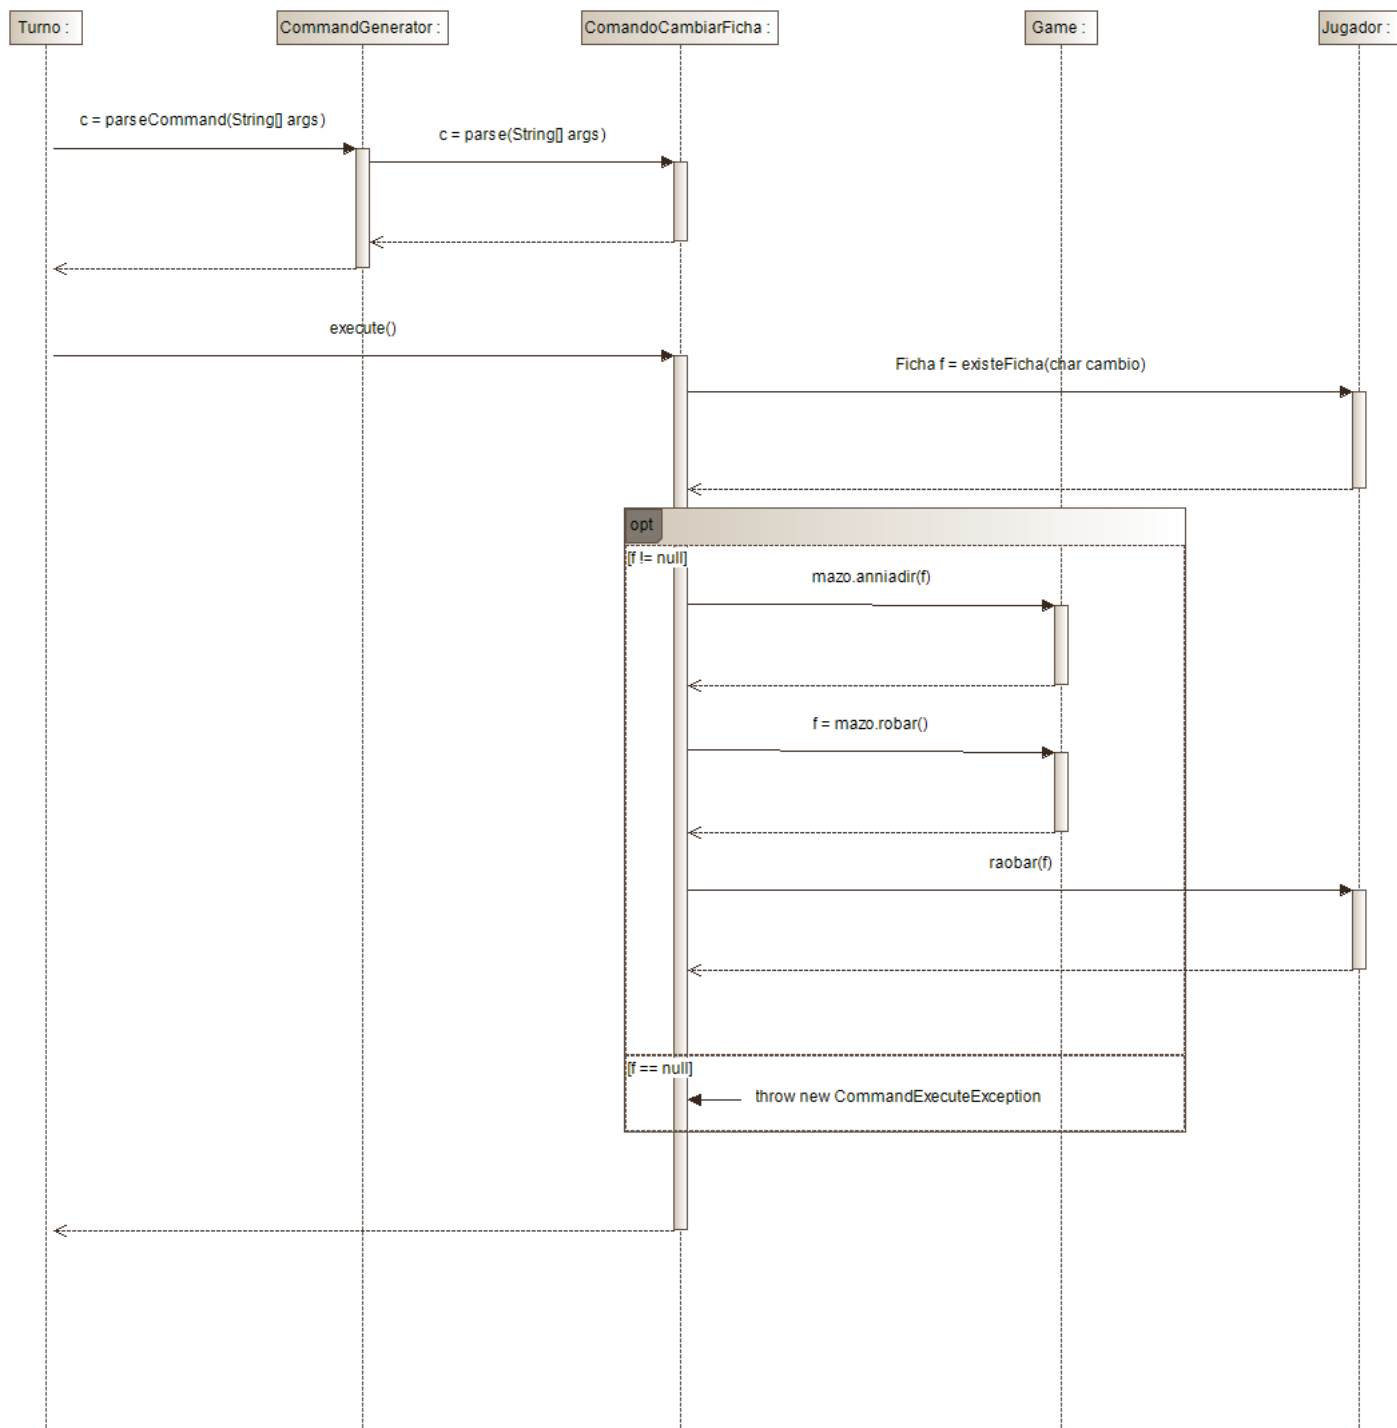 Turno :
CommandGenerator :
ComandoCambiarFicha :
Game :
Jugador :
c = parseCommand(String[] args)
c = parse(String[] args)
execute()
Ficha f = existeFicha(char cambio)
opt
[f != null]
mazo.anniadir(f)
f = mazo.robar()
raobar(f)
[f == null]
throw new CommandExecuteException